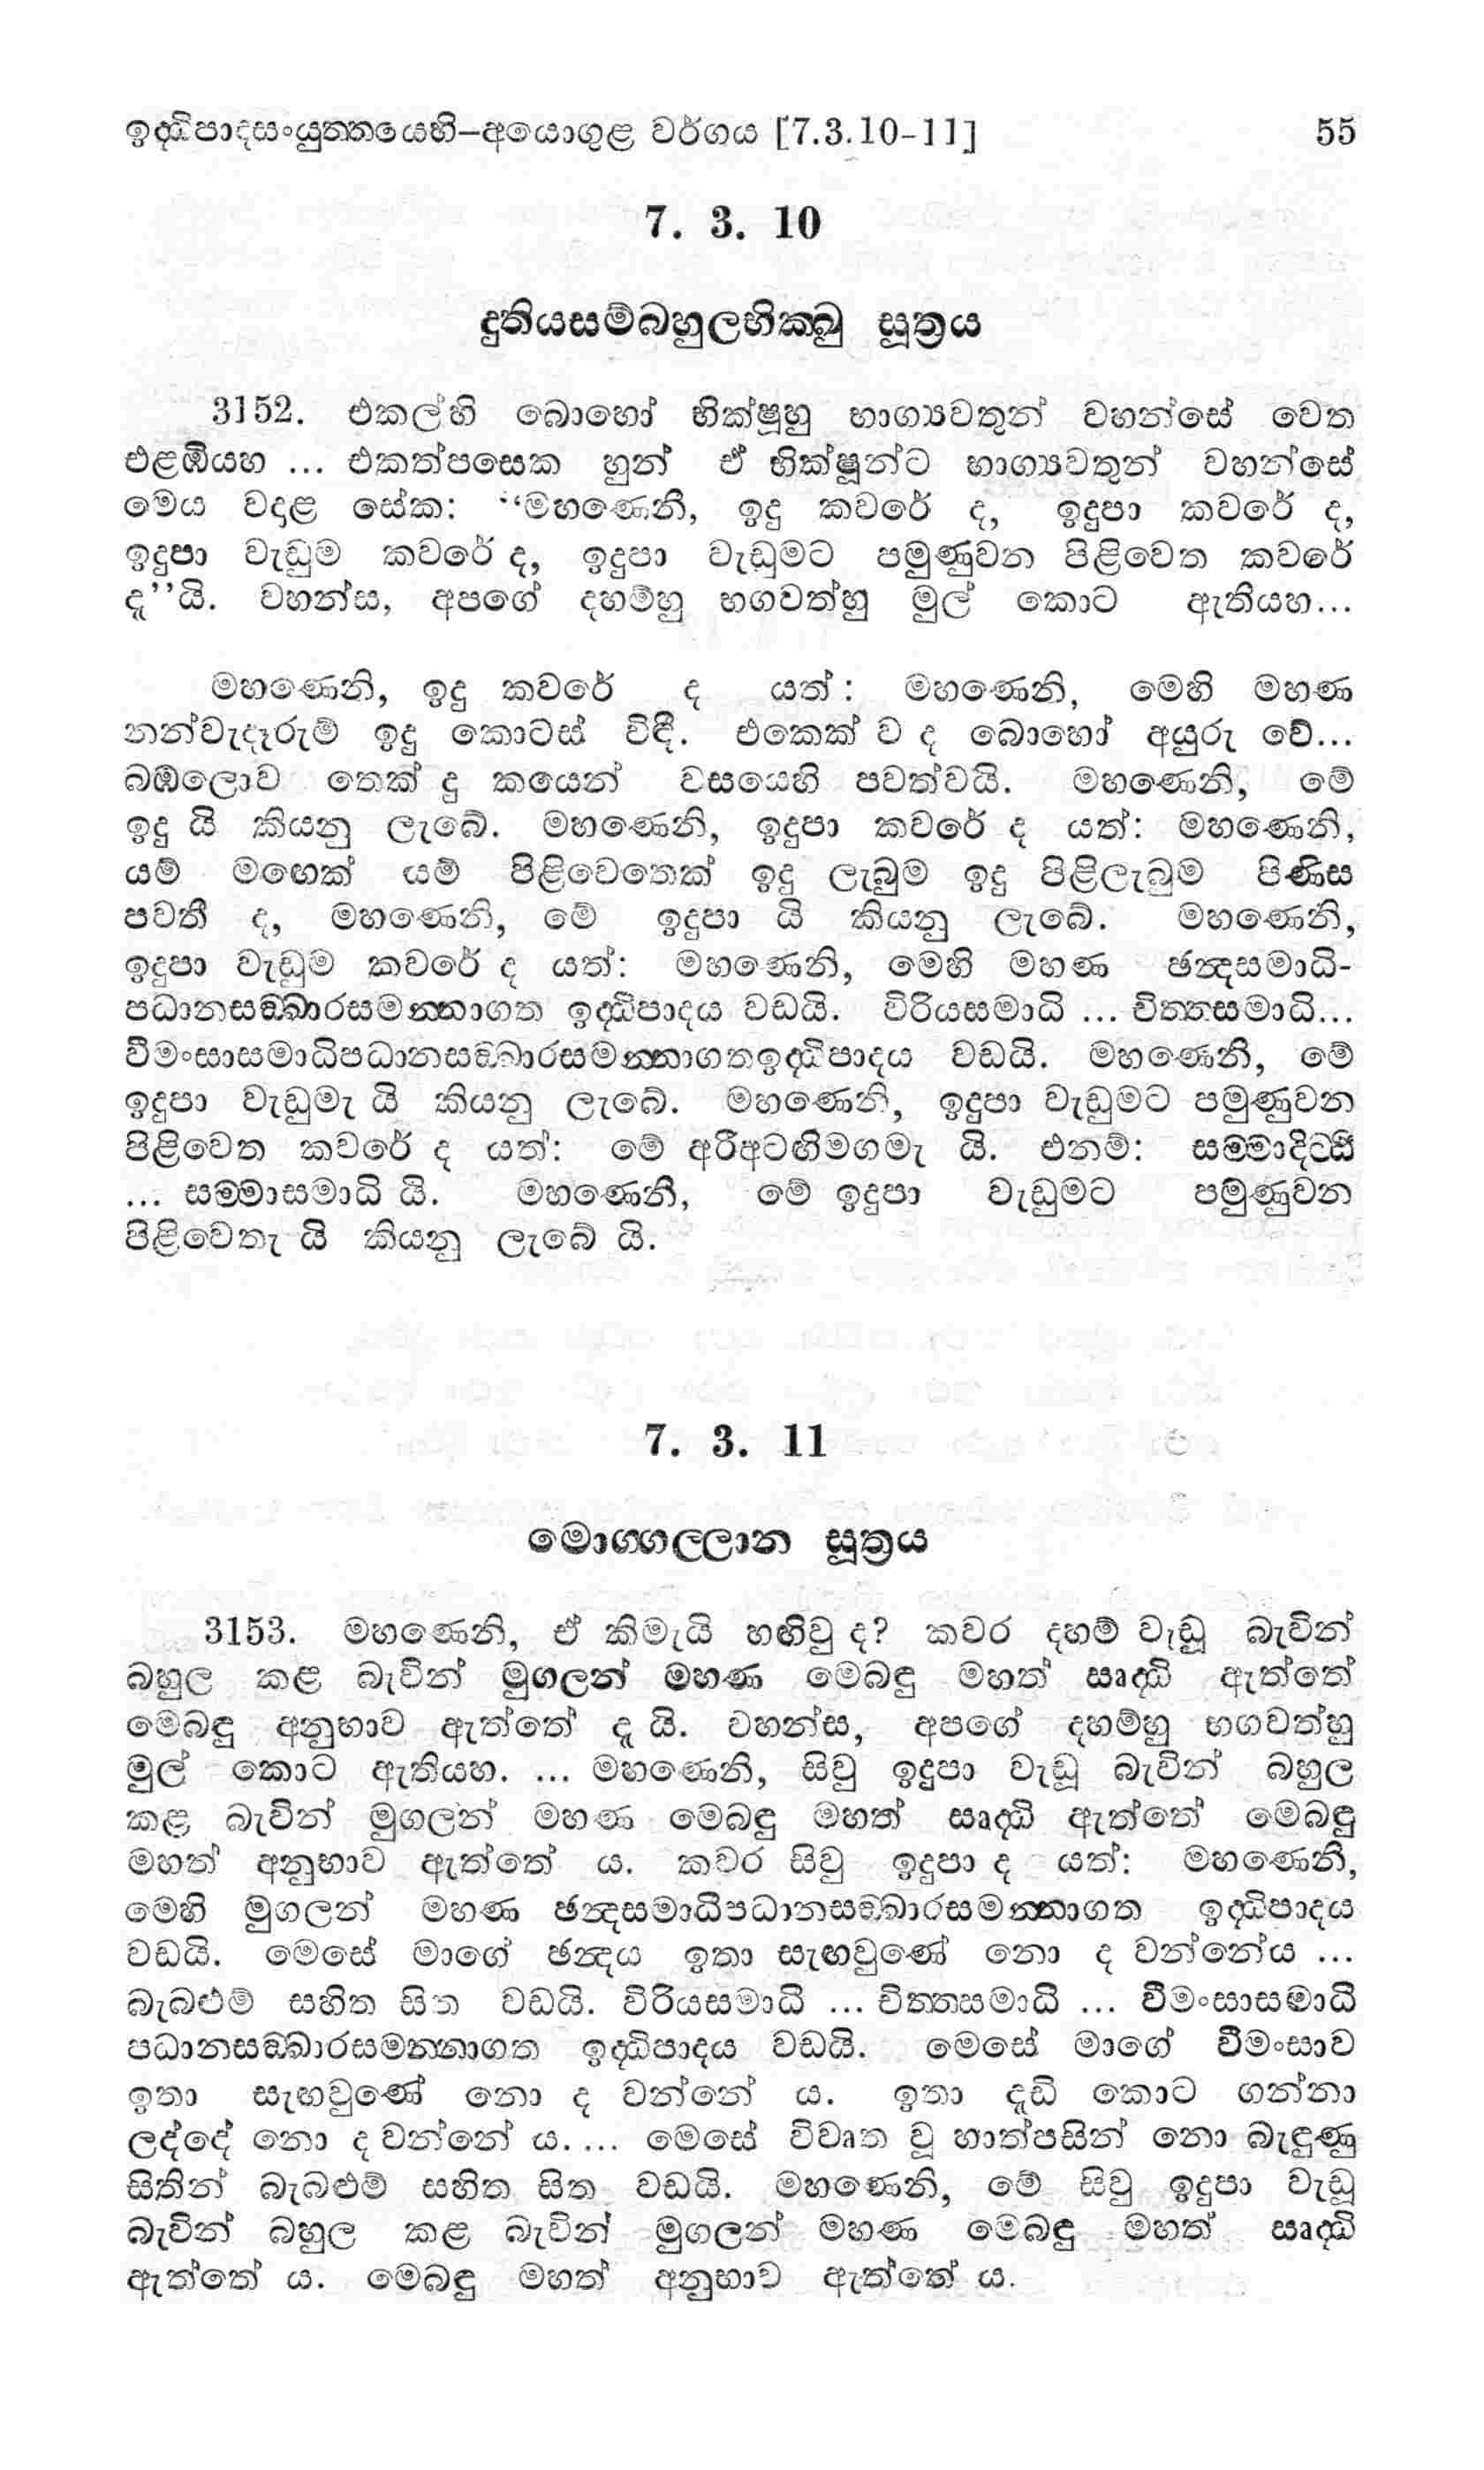 ඉද්ධිපාදසංයුත්තයෙහි–අයොගුළ වර්ගය [7.3.10-11] 55
7. 3. 10
දුතියසම්බහුලභික්ඛු සූත්‍රය
3152. එකල්හි බොහෝ භික්ෂූහු භාග්‍යවතුන් වහන්සේ වෙත
එළඹියහ ... එකත්පසෙක හුන් ඒ භික්ෂූන්ට භාග්‍යවතුන් වහන්සේ
මෙය වදාළ සේක: “මහණෙනි, ඉදු කවරේ ද, ඉදුපා කවරේ ද,
ඉදුපා වැඩුම කවරේ ද, ඉදුපා වැඩුමට පමුණුවන පිළිවෙත කවරේ
දැ”යි. වහන්ස, අපගේ දහම්හු භගවත්හු මුල් කොට ඇතියහ...
මහණෙනි, ඉදු කවරේ ද යත්: මහණෙනි, මෙහි මහණ
නන්වැදෑරුම් ඉදු කොටස් විඳී. එකෙක් ව ද බොහෝ අයුරු වේ...
බඹලොව තෙක් දු කයෙන් වසයෙහි පවත්වයි. මහණෙනි, මේ
ඉදු යි කියනු ලැබේ. මහණෙනි, ඉදුපා කවරේ ද යත්: මහණෙනි,
යම් මඟෙක් යම් පිළිවෙතෙක් ඉදු ලැබුම ඉදු පිළිලැබුම පිණිස
පවතී ද, මහණෙනි, මේ ඉදුපා යි කියනු ලැබේ. මහණෙනි,
ඉදුපා වැඩුම කවරේ ද යත්: මහණෙනි, මෙහි මහණ ඡන්දසමාධි-
පධානසඞ්ඛාරසමන්නාගත ඉද්ධිපාදය වඩයි. විරියසමාධි ... චිත්තසමාධි...
වීමංසාසමාධිපධානසඞ්ඛාරසමන්නාගතඉද්ධිපාදය වඩයි. මහණෙනි, මේ
ඉදුපා වැඩුමැ යි කියනු ලැබේ. මහණෙනි, ඉදුපා වැඩුමට පමුණුවන
පිළිවෙත කවරේ ද යත්: මේ අරීඅටඟිමගමැ යි. එනම්: සම්මාදිට්ඨි
... සම්මාසමාධි යි. මහණෙනි, මේ ඉදුපා වැඩුමට පමුණුවන
පිළිවෙතැ යි කියනු ලැබේ යි.
7. 3. 11
මොග්ගල්ලාන සූත්‍රය
3153. මහණෙනි, ඒ කිමැයි හඟිවු ද? කවර දහම් වැඩූ බැවින්
බහුල කළ බැවින් මුගලන් මහණ මෙබඳු මහත් සෘද්ධි ඇත්තේ
මෙබඳු අනුභාව ඇත්තේ දැ යි. වහන්ස, අපගේ දහම්හු භගවත්හු
මුල් කොට ඇතියහ. ... මහණෙනි, සිවු ඉදුපා වැඩූ බැවින් බහුල
කළ බැවින් මුගලන් මහණ මෙබඳු මහත් සෘද්ධි ඇත්තේ මෙබඳු
මහත් අනුභාව ඇත්තේ ය. කවර සිවු ඉදුපා ද යත්: මහණෙනි,
මෙහි මුගලන් මහණ ඡන්දසමාධිපධානසඞ්ඛාරසමන්නාගත ඉද්ධිපාදය
වඩයි. මෙසේ මාගේ ඡන්දය ඉතා සැඟවුණේ නො ද වන්නේය ...
බැබළුම් සහිත සිත වඩයි. විරියසමාධි ... චිත්තසමාධි ... වීමංසාසමාධි
පධානසඞ්ඛාරසමන්නාගත ඉද්ධිපාදය වඩයි. මෙසේ මාගේ වීමංසාව
ඉතා සැඟවුණේ නො ද වන්නේ ය. ඉතා දැඩි කොට ගන්නා
ලද්දේ නො ද වන්නේ ය. ... මෙසේ විවෘත වූ හාත්පසින් නො බැඳුණු
සිතින් බැබළුම් සහිත සිත වඩයි. මහණෙනි, මේ සිවු ඉදුපා වැඩූ
බැවින් බහුල කළ බැවින් මුගලන් මහණ මෙබඳු මහත් සෘද්ධි
ඇත්තේ ය. මෙබඳු මහත් අනුභාව ඇත්තේ ය.